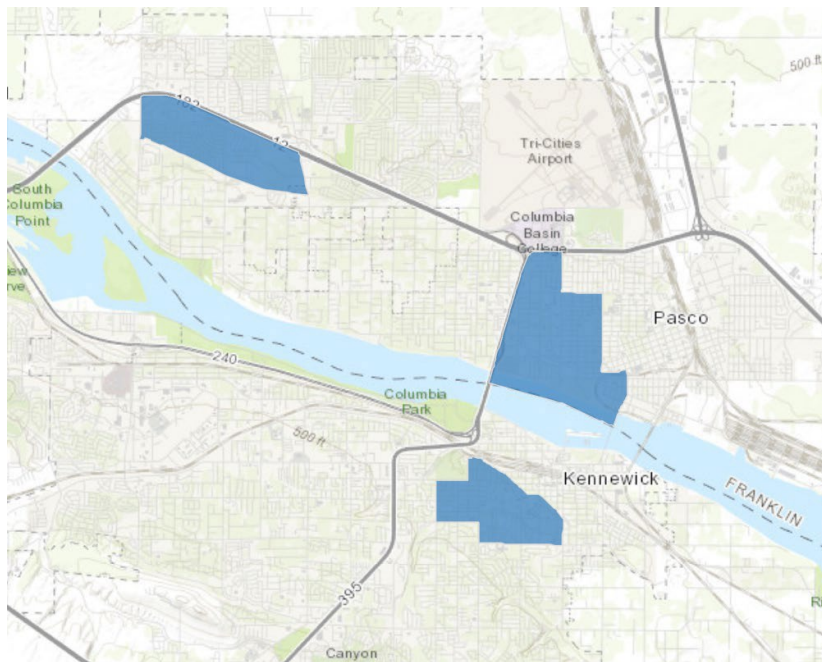 500 ft
182
12
Tri-Cities
Airport
South
Columbia
Point
Columbia
Basin
College
Pasco
240
Columbia
Park
500 ft
Kennewick
FRANKLIN
395
Canyon